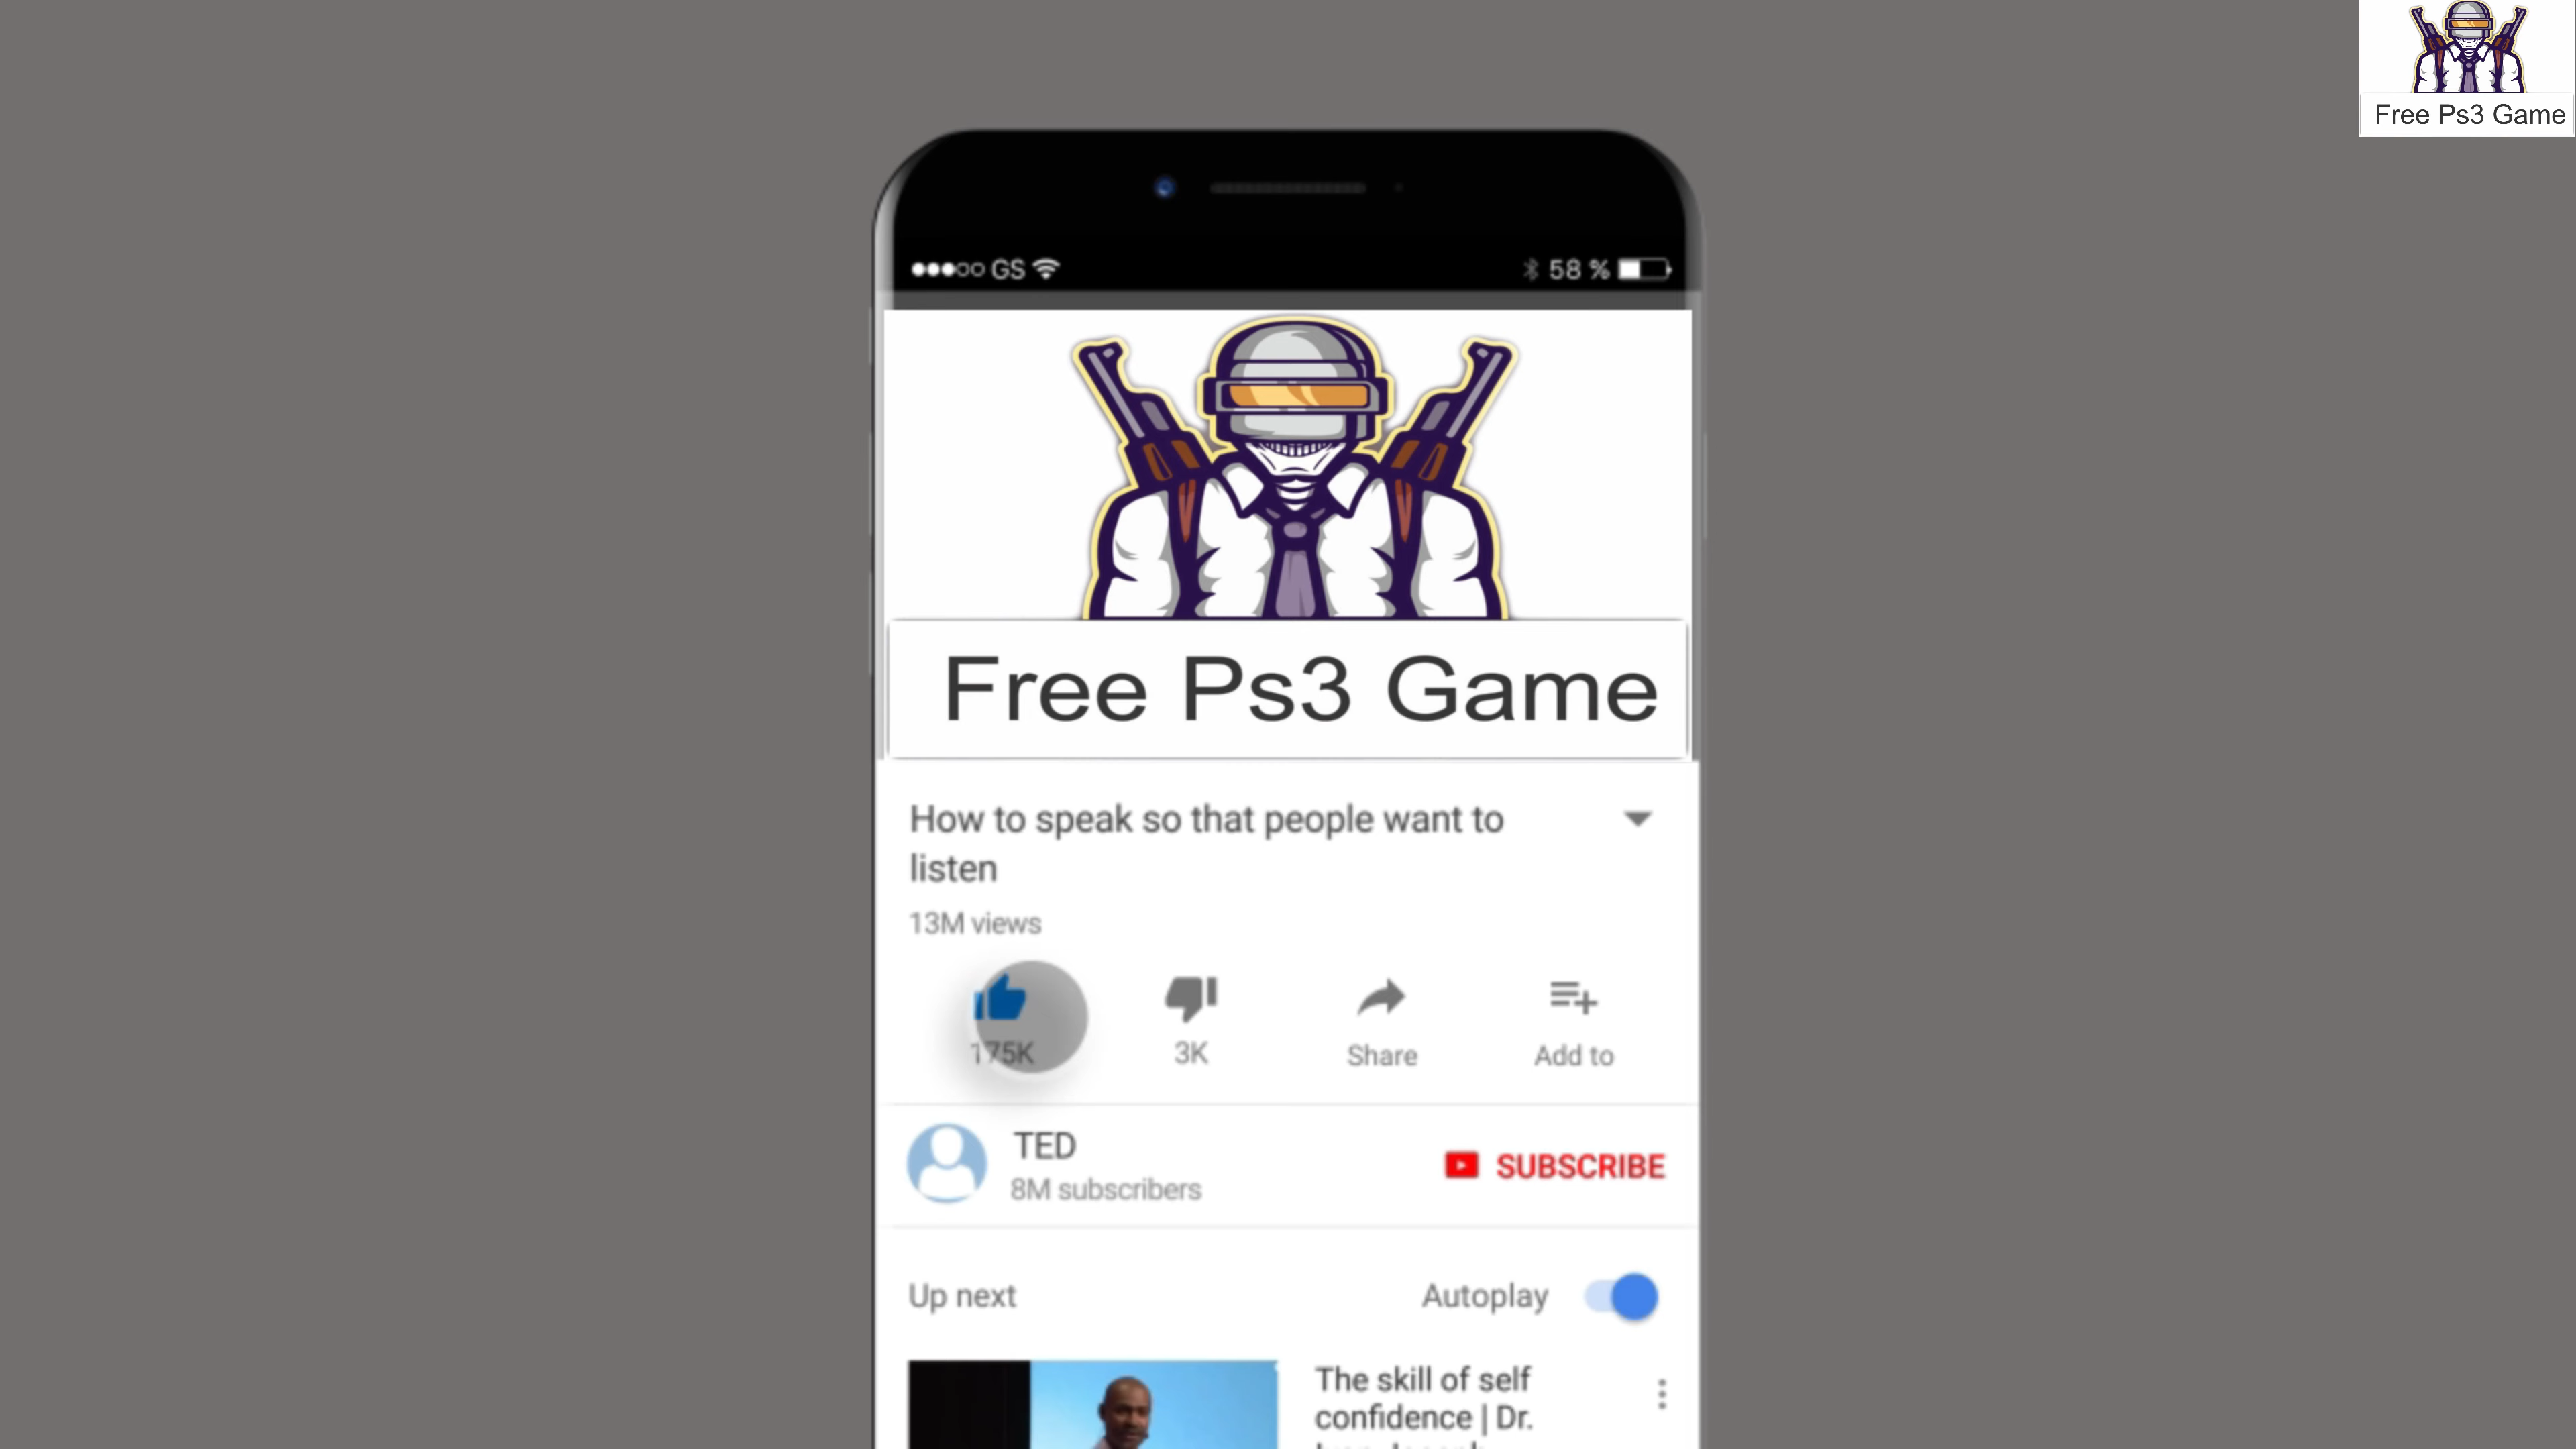 Free Ps3 Game
GS 58 %
Free Ps3 Game
How to speak so that people want to
listen
13M views
175K 3K Share Add to
TED
8M subscribers
SUBSCRIBE
Up next Autoplay
The skill of self
confidence | Dr.